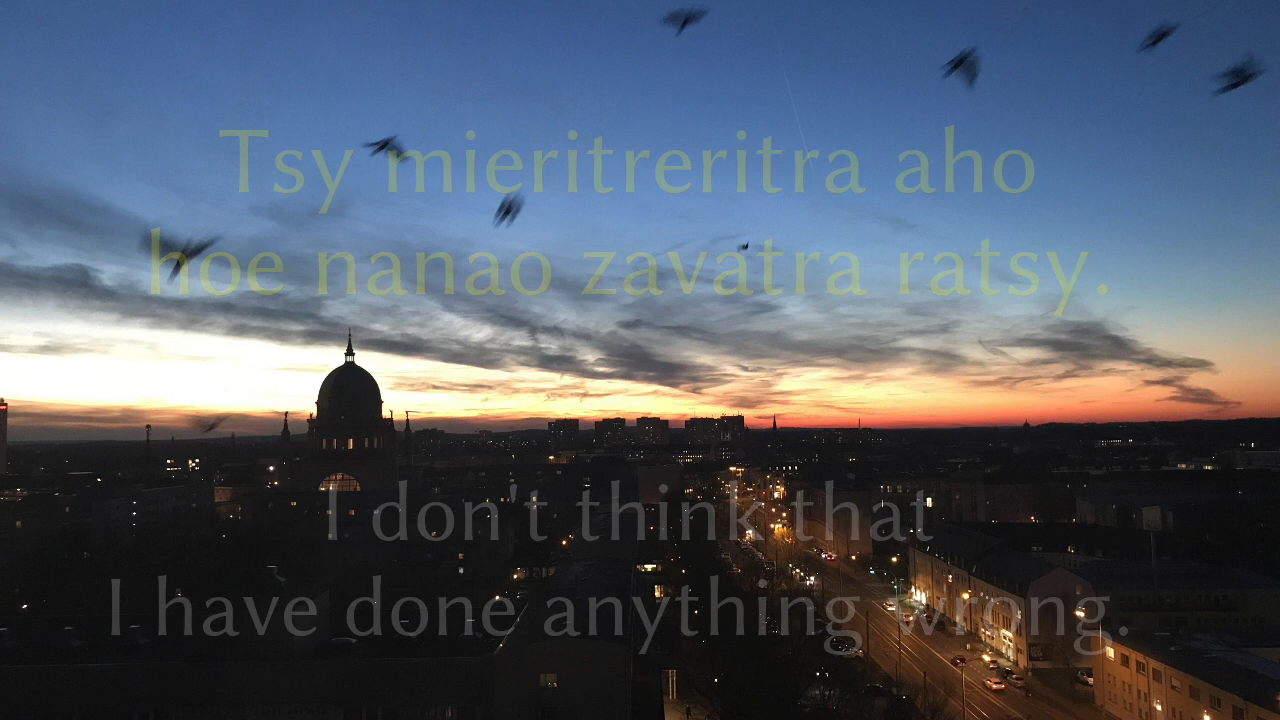 Tsy mieritreritra aho
hoe nanao zavatra ratsy.
I don't think that
I have done anything wrong.